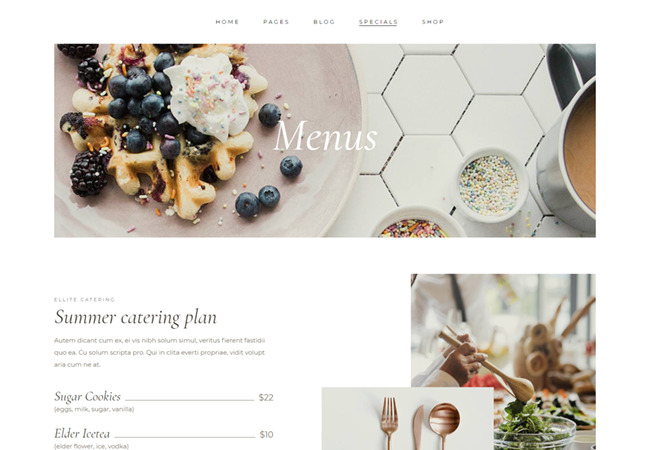 HOME PAGES BLOG SPECIALS SHOP
Menus
ELLITE CATERING
Summer catering plan
Autem dicant cum ex, ei vis nibh solum simul, veritus fierent fastidii
quo ea. Cu solum scripta pro. Qui in clita everti propriae, vidit volupt
aria cum ne at.
Sugar Cookies $22
(eggs, milk, sugar, vanilla)
Elder Icetea $10
(elder flower, ice, vodka)